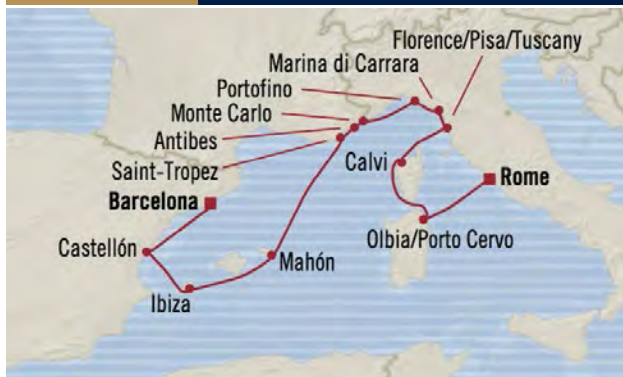 Florence/Pisa/Tuscany
Marina di Carrara
Portofino
Monte Carlo
Antibes
Saint-Tropez
Calvi
Rome
Barcelona
Olbia/Porto Cervo
Castellón
Mahón
Ibiza